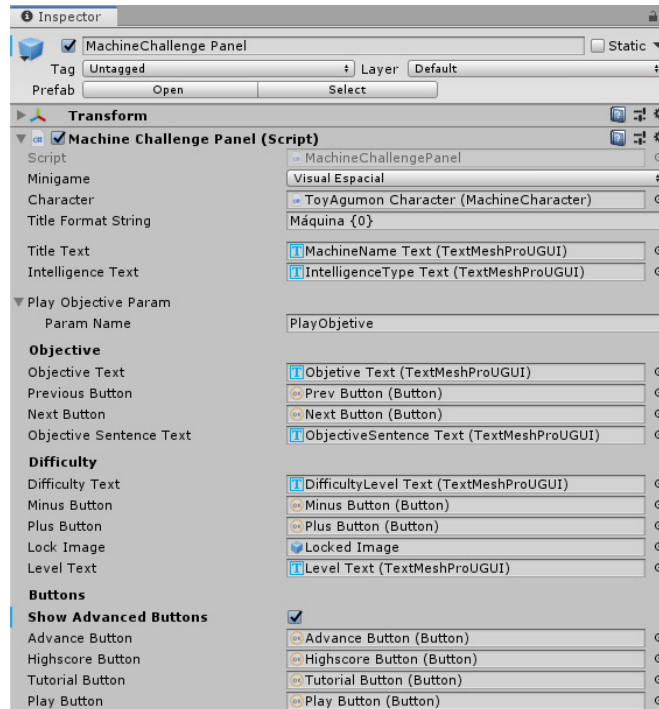 Inspector
MachineChallenge Panel Static
Tag Untagged Layer Default
Prefab Open Select
Transform
Machine Challenge Panel (Script)
Script MachineChallengePanel
Minigame Visual Espacial
Character ToyAgumon Character (MachineCharacter)
Title Format String Máquina {0}
Title Text MachineName Text (TextMeshProUGUI)
Intelligence Text IntelligenceType Text (TextMeshProUGUI)
Play Objective Param
Param Name PlayObjetive
Objective
Objective Text Objetive Text (TextMeshProUGUI)
Previous Button Prev Button (Button)
Next Button Next Button (Button)
Objective Sentence Text ObjectiveSentence Text (TextMeshProUGUI)
Difficulty
Difficulty Text DifficultyLevel Text (TextMeshProUGUI)
Minus Button Minus Button (Button)
Plus Button Plus Button (Button)
Lock Image Locked Image
Level Text Level Text (TextMeshProUGUI)
Buttons
Show Advanced Buttons
Advance Button Advance Button (Button)
Highscore Button Highscore Button (Button)
Tutorial Button Tutorial Button (Button)
Play Button Play Button (Button)